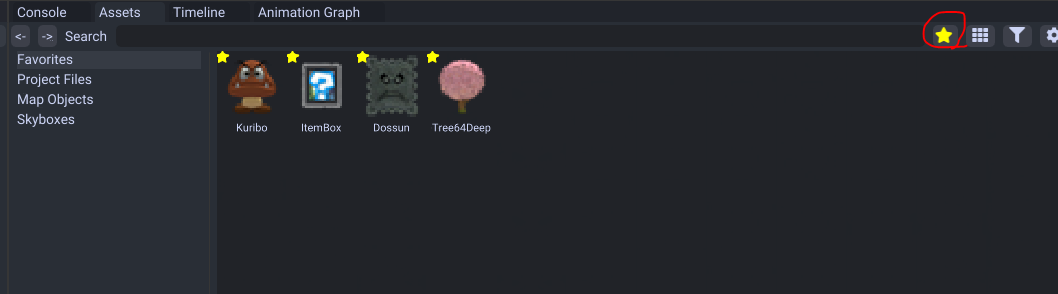 Console Assets Timeline Animation Graph
<- -> Search
Favorites
Project Files
Map Objects
Skyboxes
Kuribo ItemBox Dossun Tree64Deep